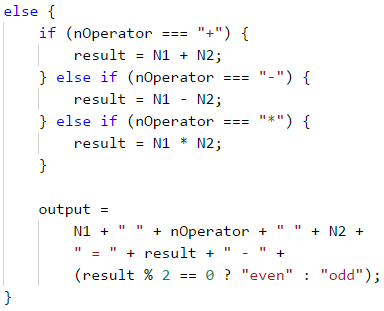 else {
    if (nOperator === "+") {
        result = N1 + N2;
    } else if (nOperator === "-") {
        result = N1 - N2;
    } else if (nOperator === "*") {
        result = N1 * N2;
    }

    output =
        N1 + " " + nOperator + " " + N2 +
        " = " + result + " - " +
        (result % 2 == 0 ? "even" : "odd");
}